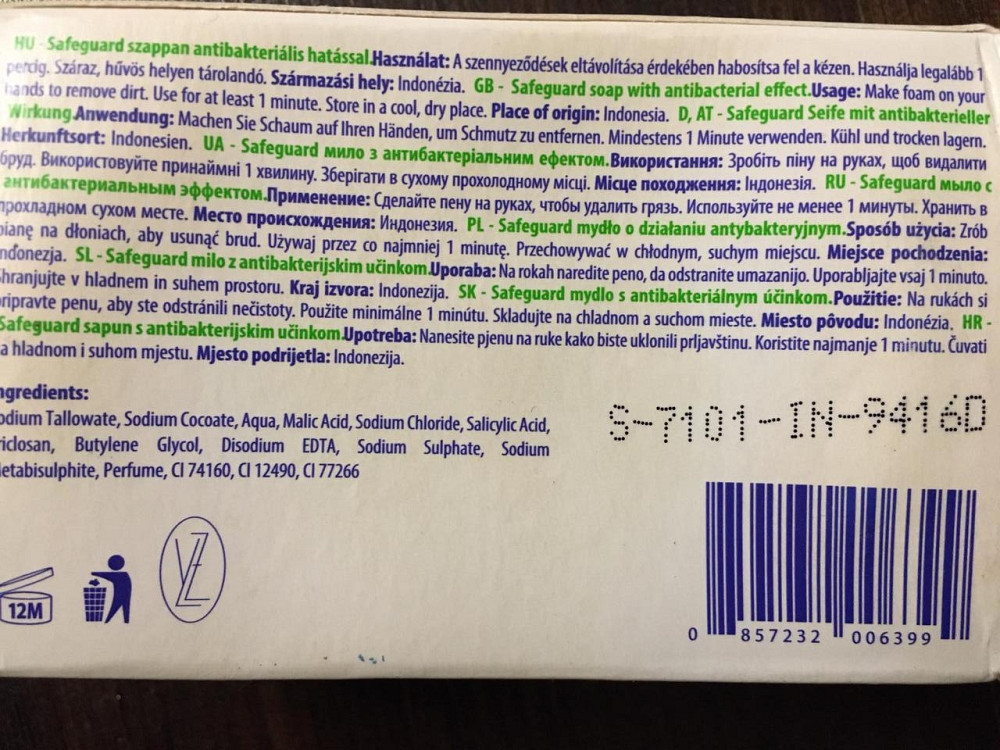 HU - Safeguard szappan antibakteriális hatással.Használat: A szennyeződések eltávolítása érdekében habosítsa fel a kézen. Használja legalább 1
percig. Száraz, hűvös helyen tárolandó. Származási hely: Indonézia. GB - Safeguard soap with antibacterial effect.Usage: Make foam on your
hands to remove dirt. Use for at least 1 minute. Store in a cool, dry place. Place of origin: Indonesia. D, AT - Safeguard Seife mit antibakterieller
Wirkung.Anwendung: Machen Sie Schaum auf Ihren Händen, um Schmutz zu entfernen. Mindestens 1 Minute verwenden. Kühl und trocken lagern.
Herkunftsort: Indonesien. UA - Safeguard мило з антибактеріальним ефектом.Використання: Зробіть піну на руках, щоб видалити
бруд. Використовуйте принаймні 1 хвилину. Зберігати в сухому прохолодному місці. Місце походження: Індонезія. RU - Safeguard мыло с
антибактериальным эффектом.Применение: Сделайте пену на руках, чтобы удалить грязь. Используйте не менее 1 минуты. Хранить в
прохладном сухом месте. Место происхождения: Индонезия. PL - Safeguard mydło o działaniu antybakteryjnym.Sposób użycia: Zrób
pianę na dłoniach, aby usunąć brud. Używaj przez co najmniej 1 minutę. Przechowywać w chłodnym, suchym miejscu. Miejsce pochodzenia:
Indonezja. SL - Safeguard milo z antibakterijskim učinkom.Uporaba: Na rokah naredite peno, da odstranite umazanijo. Uporabljajte vsaj 1 minuto.
Shranjujte v hladnem in suhem prostoru. Kraj izvora: Indonezija. SK - Safeguard mydlo s antibakteriálnym účinkom.Použitie: Na rukách si
pripravte penu, aby ste odstránili nečistoty. Použite minimálne 1 minútu. Skladujte na chladnom a suchom mieste. Miesto pôvodu: Indonézia. HR -
Safeguard sapun s antibakterijskim učinkom.Upotreba: Nanesite pjenu na ruke kako biste uklonili prljavštinu. Koristite najmanje 1 minutu. Čuvati
a hladnom i suhom mjestu. Mjesto podrijetla: Indonezija.
ngredients:
odium Tallowate, Sodium Cocoate, Aqua, Malic Acid, Sodium Chloride, Salicylic Acid,
riclosan, Butylene Glycol, Disodium EDTA, Sodium Sulphate, Sodium
etabisulphite, Perfume, CI 74160, CI 12490, CI 77266
S-7101-IN-9416D
12M
VZ
0 857232 006399